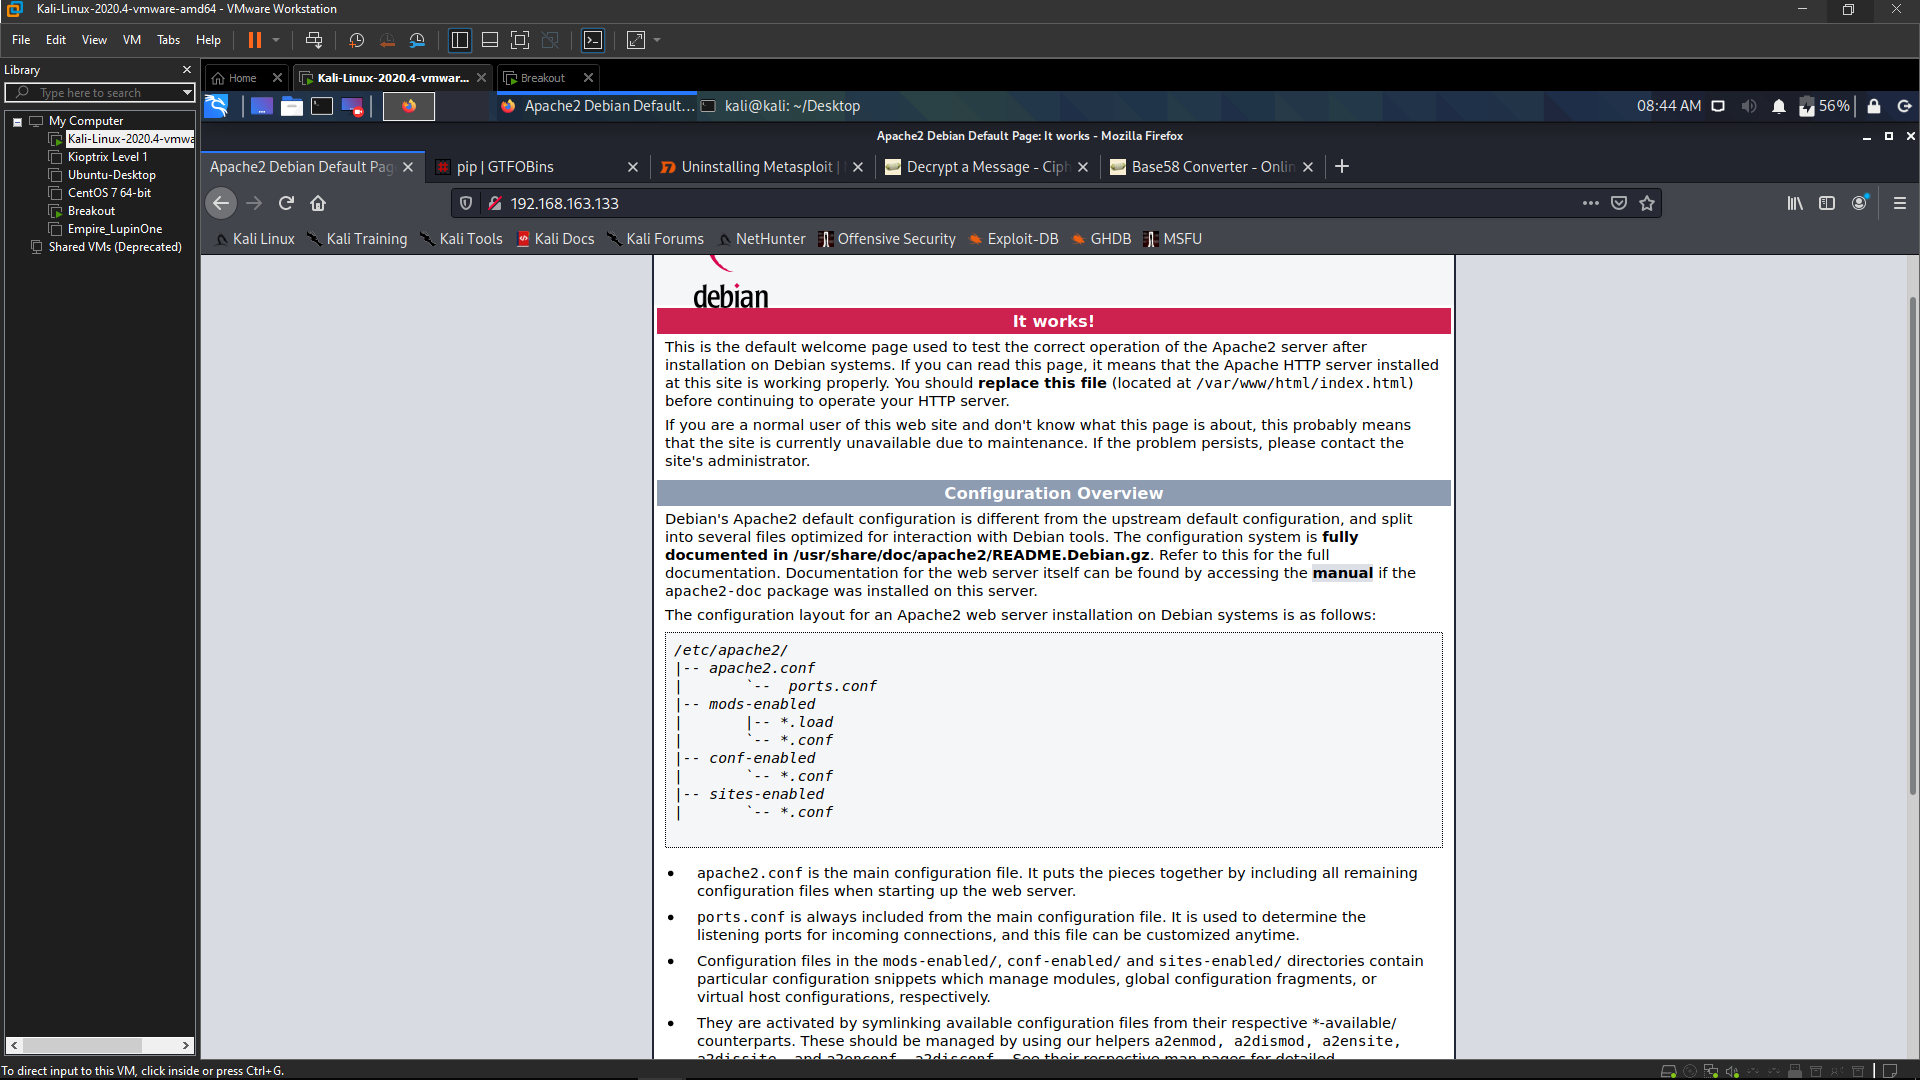 Kali-Linux-2020.4-vmware-amd64 - VMware Workstation
File Edit View VM Tabs Help
Library
Type here to search
My Computer
Kali-Linux-2020.4-vmwa
Kioptrix Level 1
Ubuntu-Desktop
CentOS 7 64-bit
Breakout
Empire_LupinOne
Shared VMs (Deprecated)
Home Kali-Linux-2020.4-vmwar... Breakout
Apache2 Debian Default... kali@kali: ~/Desktop 08:44 AM 56%
Apache2 Debian Default Page: It works - Mozilla Firefox
Apache2 Debian Default Pag pip | GTFOBins Uninstalling Metasploit | Decrypt a Message - Ciph Base58 Converter - Onlin
192.168.163.133
Kali Linux Kali Training Kali Tools Kali Docs Kali Forums NetHunter Offensive Security Exploit-DB GHDB MSFU
debian
It works!
This is the default welcome page used to test the correct operation of the Apache2 server after
installation on Debian systems. If you can read this page, it means that the Apache HTTP server installed
at this site is working properly. You should replace this file (located at /var/www/html/index.html)
before continuing to operate your HTTP server.
If you are a normal user of this web site and don't know what this page is about, this probably means
that the site is currently unavailable due to maintenance. If the problem persists, please contact the
site's administrator.
Configuration Overview
Debian's Apache2 default configuration is different from the upstream default configuration, and split
into several files optimized for interaction with Debian tools. The configuration system is fully
documented in /usr/share/doc/apache2/README.Debian.gz. Refer to this for the full
documentation. Documentation for the web server itself can be found by accessing the manual if the
apache2-doc package was installed on this server.
The configuration layout for an Apache2 web server installation on Debian systems is as follows:
/etc/apache2/
|-- apache2.conf
|       `--  ports.conf
|-- mods-enabled
|       |-- *.load
|       `-- *.conf
|-- conf-enabled
|       `-- *.conf
|-- sites-enabled
|       `-- *.conf
• apache2.conf is the main configuration file. It puts the pieces together by including all remaining
configuration files when starting up the web server.
• ports.conf is always included from the main configuration file. It is used to determine the
listening ports for incoming connections, and this file can be customized anytime.
• Configuration files in the mods-enabled/, conf-enabled/ and sites-enabled/ directories contain
particular configuration snippets which manage modules, global configuration fragments, or
virtual host configurations, respectively.
• They are activated by symlinking available configuration files from their respective *-available/
counterparts. These should be managed by using our helpers a2enmod, a2dismod, a2ensite,
a2dissite, and a2enconf, a2disconf . See their respective man pages for detailed
To direct input to this VM, click inside or press Ctrl+G.